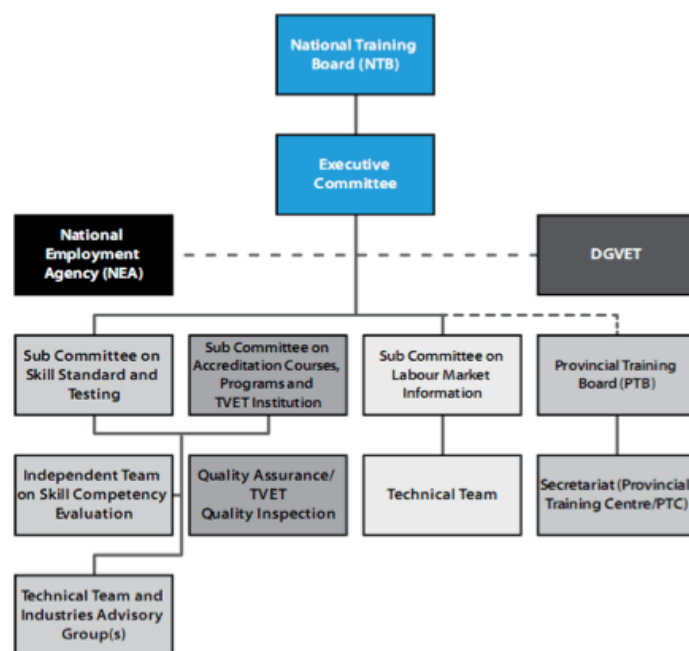 National Training
Board (NTB)
Executive
Committee
National
Employment
Agency (NEA)
DGVET
Sub Committee on
Skill Standard and
Testing
Sub Committee on
Accreditation Courses,
Programs and
TVET Institution
Sub Committee on
Labour Market
Information
Provincial Training
Board (PTB)
Independent Team
on Skill Competency
Evaluation
Quality Assurance/
TVET
Quality Inspection
Technical Team
Secretariat (Provincial
Training Centre/PTC)
Technical Team and
Industries Advisory
Group(s)